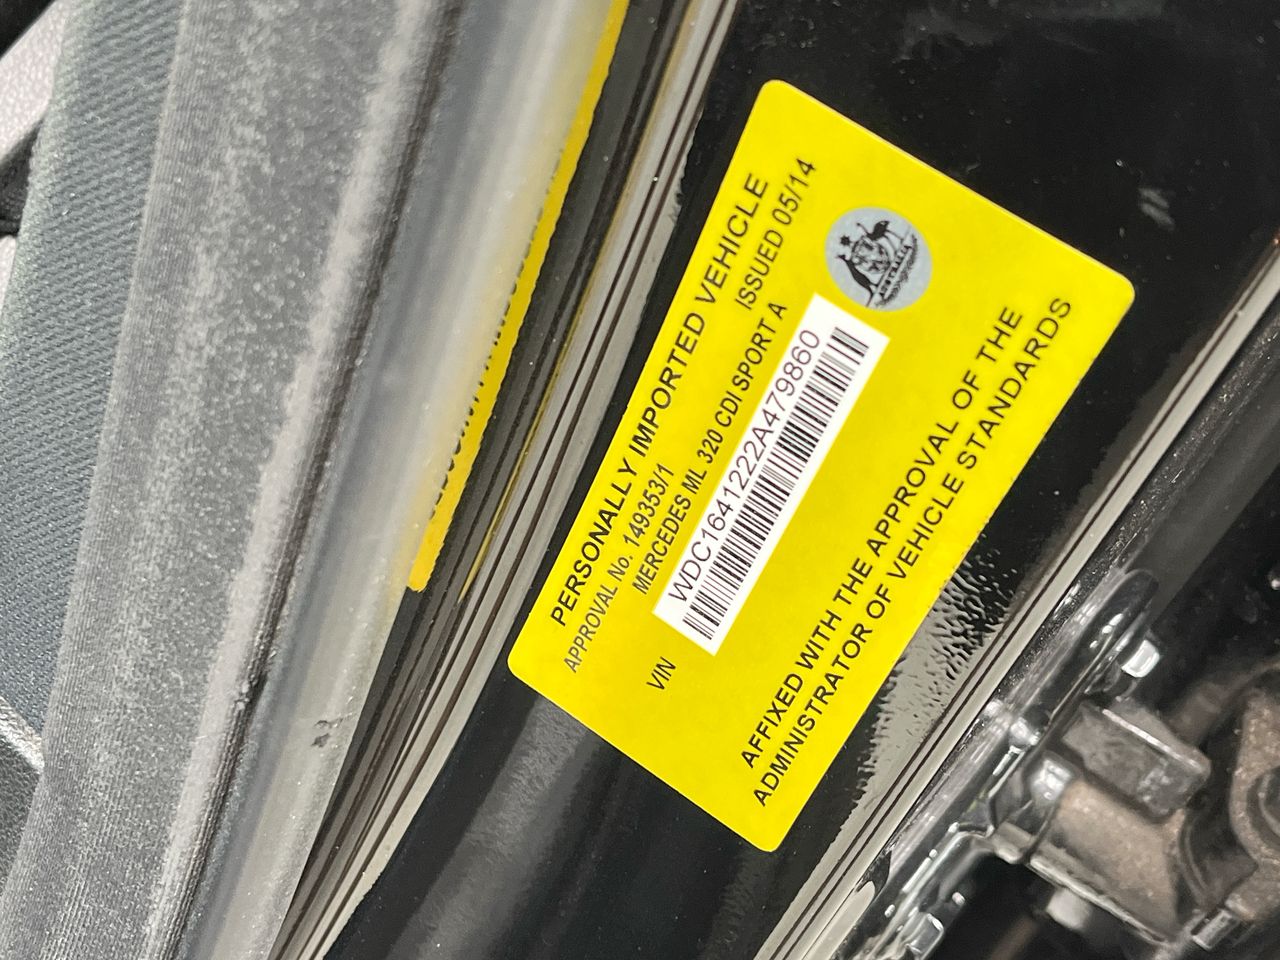 PERSONALLY IMPORTED VEHICLE
APPROVAL No. 149353/1 ISSUED 05/14
MERCEDES ML 320 CDI SPORT A
WDC1641222A479860
VIN
AUSTRALIA
AFFIXED WITH THE APPROVAL OF THE
ADMINISTRATOR OF VEHICLE STANDARDS